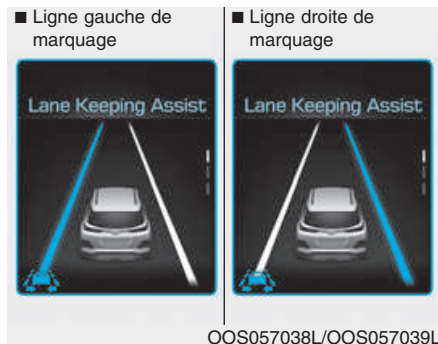 ■ Ligne gauche de
marquage
■ Ligne droite de
marquage
Lane Keeping Assist
Lane Keeping Assist
OOS057038L/OOS057039L